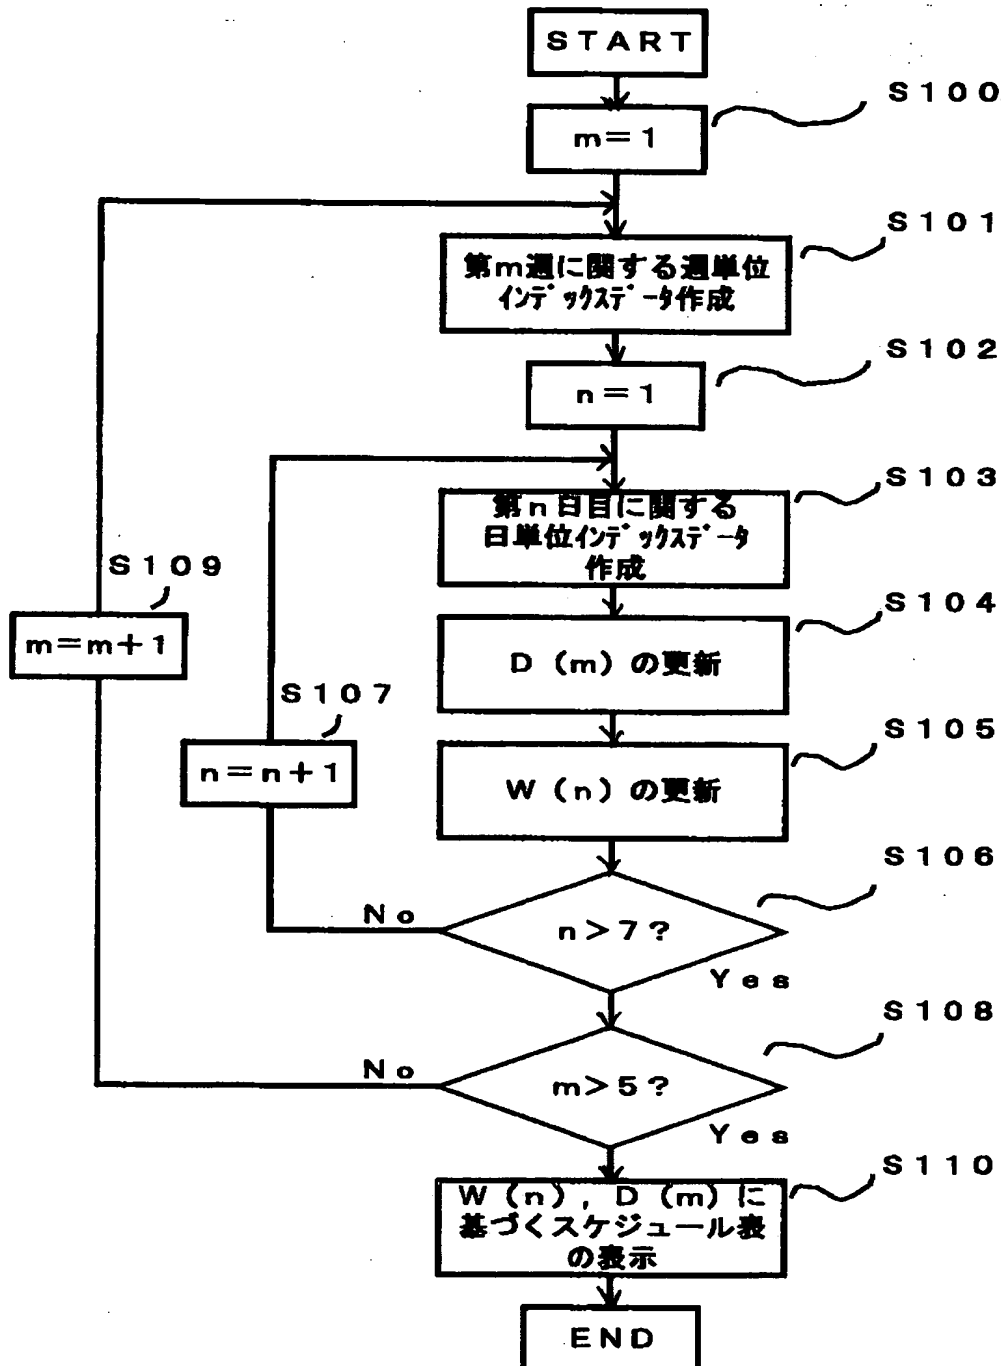 START
S100
m=1
S101
第m週に関する週単位
インデックスデータ作成
S102
n=1
S103
第n日目に関する
日単位インデックスデータ
作成
S109
S104
m=m+1
D(m)の更新
S107
S105
n=n+1
W(n)の更新
S106
No
n>7?
Yes
S108
No
m>5?
Yes
S110
W(n),D(m)に
基づくスケジュール表
の表示
END